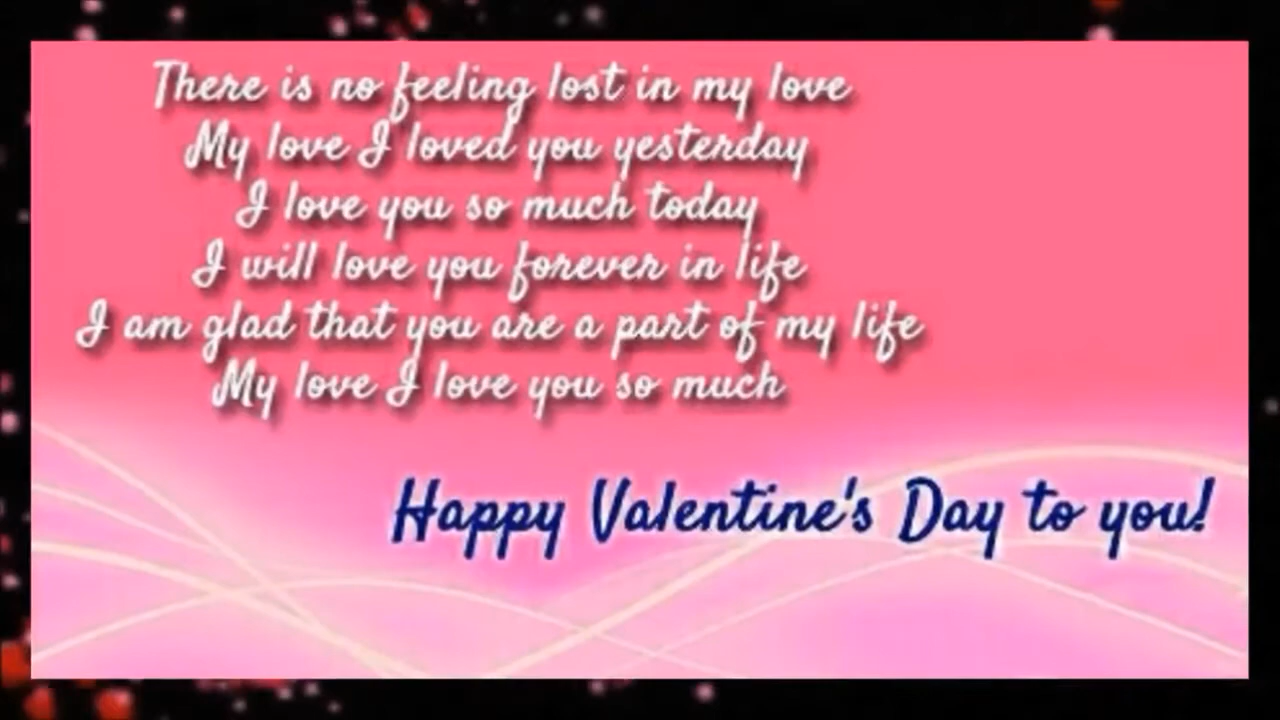 There is no feeling lost in my love
My love I loved you yesterday
I love you so much today
I will love you forever in life
I am glad that you are a part of my life
My love I love you so much
Happy Valentine's Day to you!